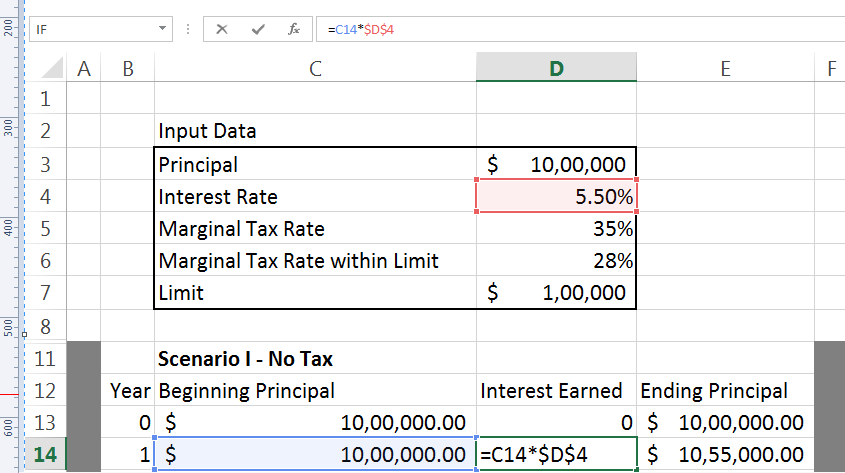 IF =C14*$D$4
A B C D E F
1
2 Input Data
3 Principal $ 10,00,000
4 Interest Rate 5.50%
5 Marginal Tax Rate 35%
6 Marginal Tax Rate within Limit 28%
7 Limit $ 1,00,000
8
11 Scenario I - No Tax
12 Year Beginning Principal Interest Earned Ending Principal
13 0 $ 10,00,000.00 0 $ 10,00,000.00
14 1 $ 10,00,000.00 =C14*$D$4 $ 10,55,000.00
200
300
400
500
600